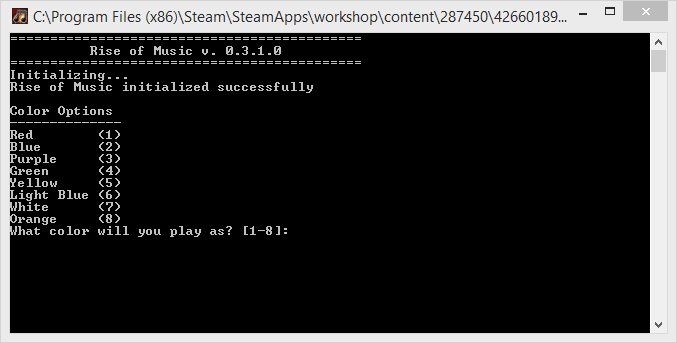 C:\Program Files (x86)\Steam\SteamApps\workshop\content\287450\42660189...
============================================
Rise of Music v. 0.3.1.0
============================================
Initializing...
Rise of Music initialized successfully
Color Options
--------------
Red (1)
Blue (2)
Purple (3)
Green (4)
Yellow (5)
Light Blue (6)
White (7)
Orange (8)
What color will you play as? [1-8]: